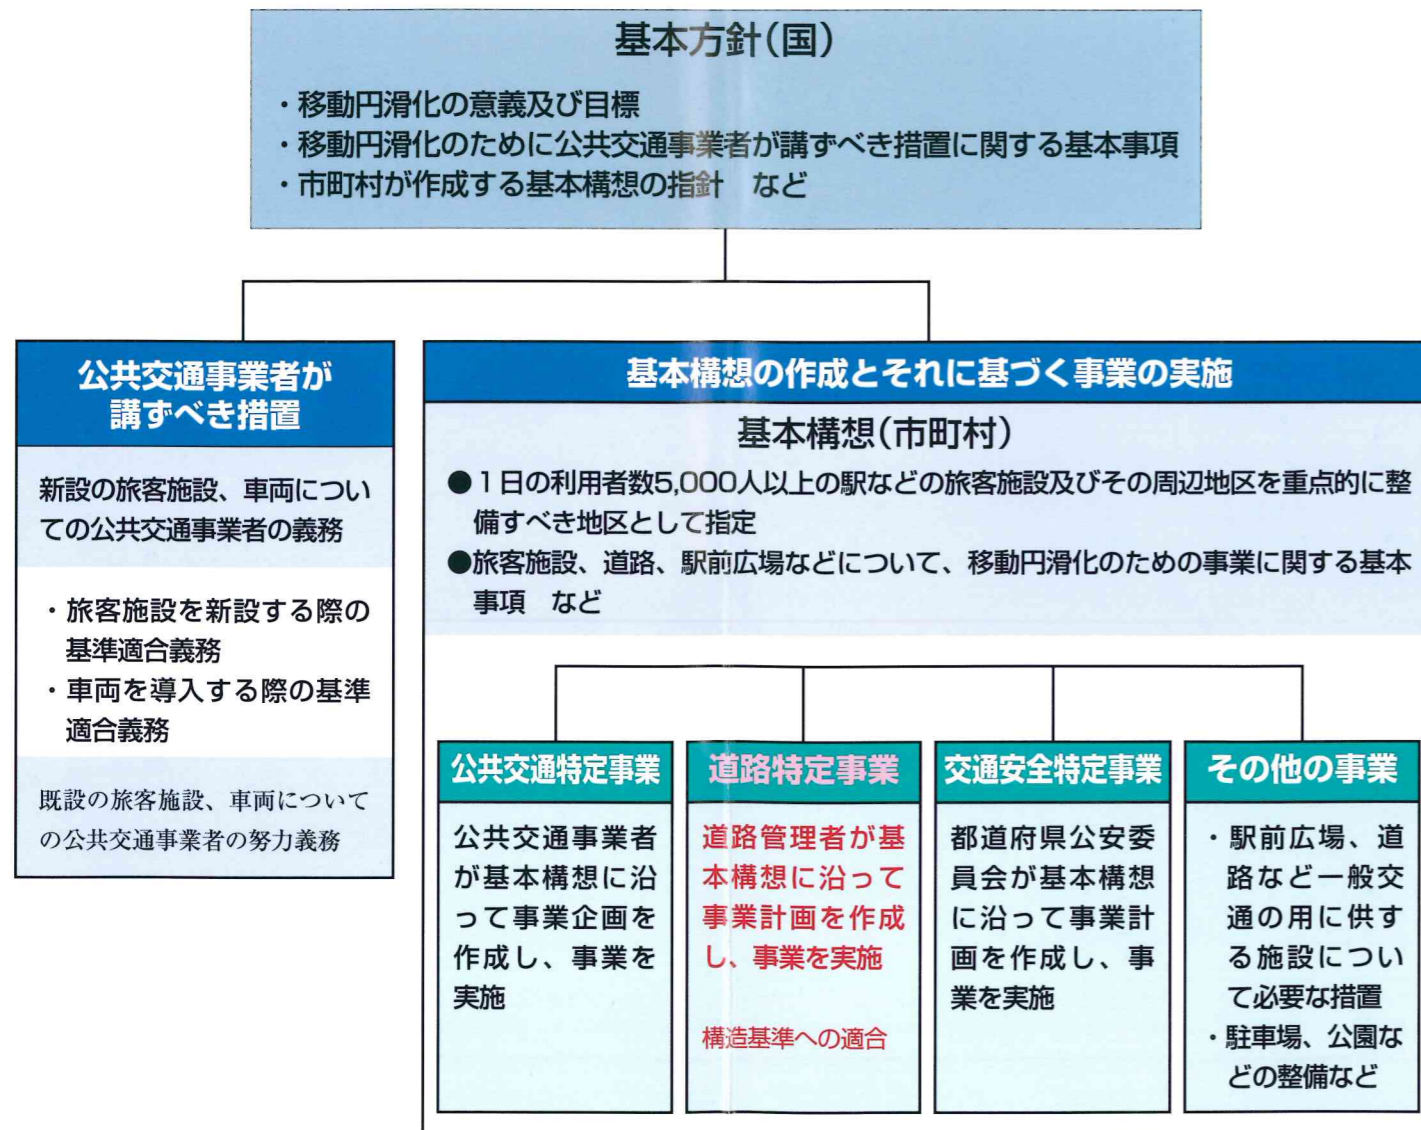 基本方針(国)
・移動円滑化の意義及び目標
・移動円滑化のために公共交通事業者が講ずべき措置に関する基本事項
・市町村が作成する基本構想の指針　など
公共交通事業者が
講ずべき措置
新設の旅客施設、車両につい
ての公共交通事業者の義務
・旅客施設を新設する際の
基準適合義務
・車両を導入する際の基準
適合義務
既設の旅客施設、車両について
の公共交通事業者の努力義務
基本構想の作成とそれに基づく事業の実施
基本構想(市町村)
●１日の利用者数5,000人以上の駅などの旅客施設及びその周辺地区を重点的に整
備すべき地区として指定
●旅客施設、道路、駅前広場などについて、移動円滑化のための事業に関する基本
事項　など
公共交通特定事業
公共交通事業者
が基本構想に沿
って事業企画を
作成し、事業を
実施
道路特定事業
道路管理者が基
本構想に沿って
事業計画を作成
し、事業を実施
構造基準への適合
交通安全特定事業
都道府県公安委
員会が基本構想
に沿って事業計
画を作成し、事
業を実施
その他の事業
・駅前広場、道
路など一般交
通の用に供す
る施設につい
て必要な措置
・駐車場、公園な
どの整備など